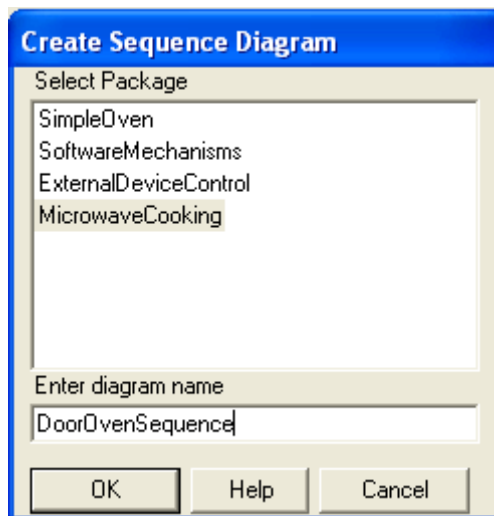 Create Sequence Diagram
Select Package
SimpleOven
SoftwareMechanisms
ExternalDeviceControl
MicrowaveCooking
Enter diagram name
DoorOvenSequence
OK Help Cancel